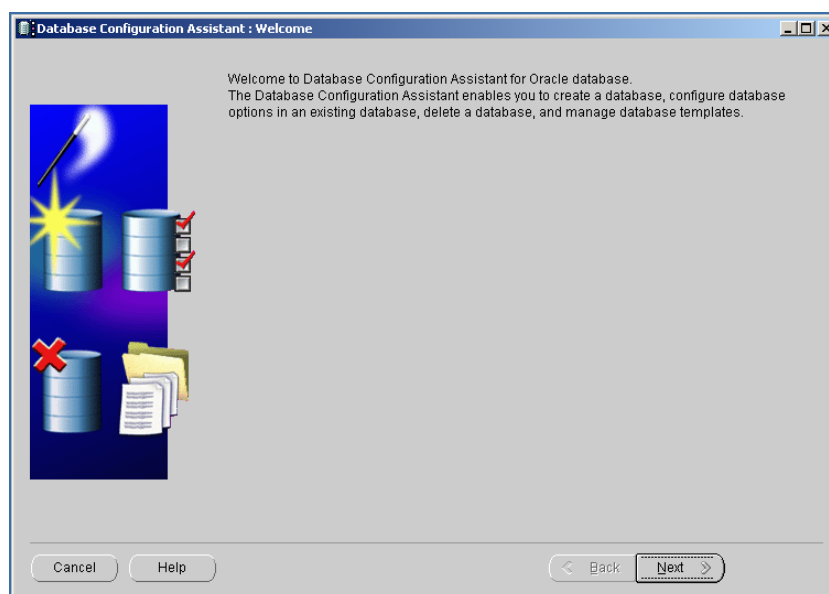 Database Configuration Assistant : Welcome
Welcome to Database Configuration Assistant for Oracle database.
The Database Configuration Assistant enables you to create a database, configure database
options in an existing database, delete a database, and manage database templates.
Cancel
Help
Back
Next